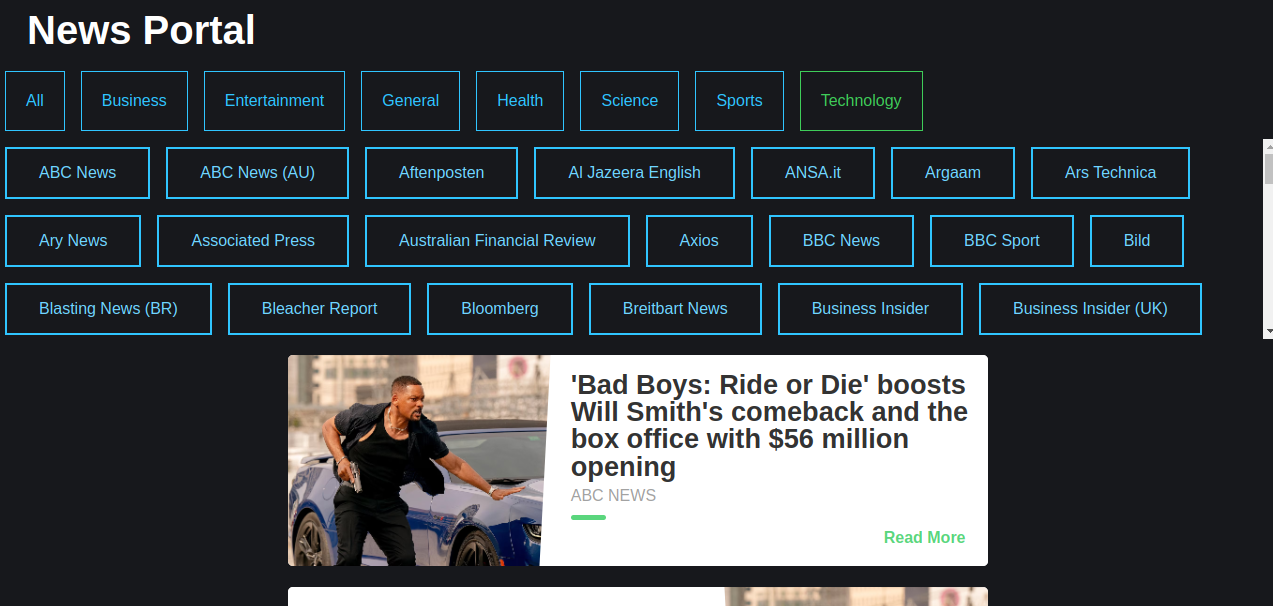 News Portal
All Business Entertainment General Health Science Sports Technology
ABC News ABC News (AU) Aftenposten Al Jazeera English ANSA.it Argaam Ars Technica
Ary News Associated Press Australian Financial Review Axios BBC News BBC Sport Bild
Blasting News (BR) Bleacher Report Bloomberg Breitbart News Business Insider Business Insider (UK)
'Bad Boys: Ride or Die' boosts
Will Smith's comeback and the
box office with $56 million
opening
ABC NEWS
Read More